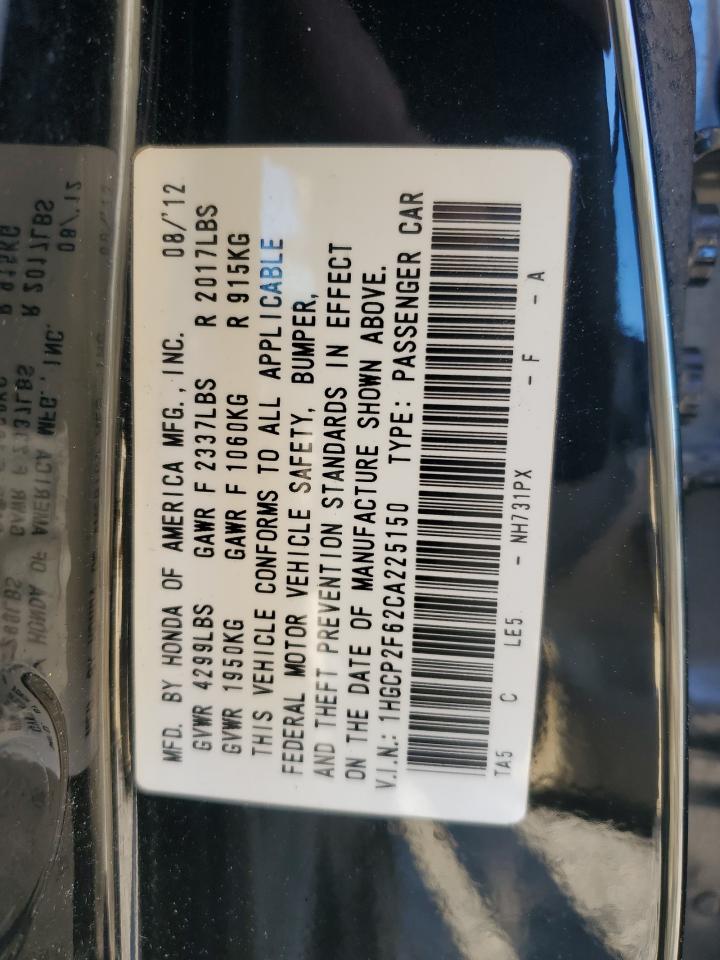 MFD. BY HONDA OF AMERICA MFG., INC. 08/'12
GVWR 4299LBS GAWR F 2337LBS R 2017LBS
GVWR 1950KG GAWR F 1060KG R 915KG
THIS VEHICLE CONFORMS TO ALL APPLICABLE
FEDERAL MOTOR VEHICLE SAFETY, BUMPER,
AND THEFT PREVENTION STANDARDS IN EFFECT
ON THE DATE OF MANUFACTURE SHOWN ABOVE.
V.I.N.: 1HGCP2F62CA225150 TYPE: PASSENGER CAR
TA5 C LE5 - NH731PX - F - A